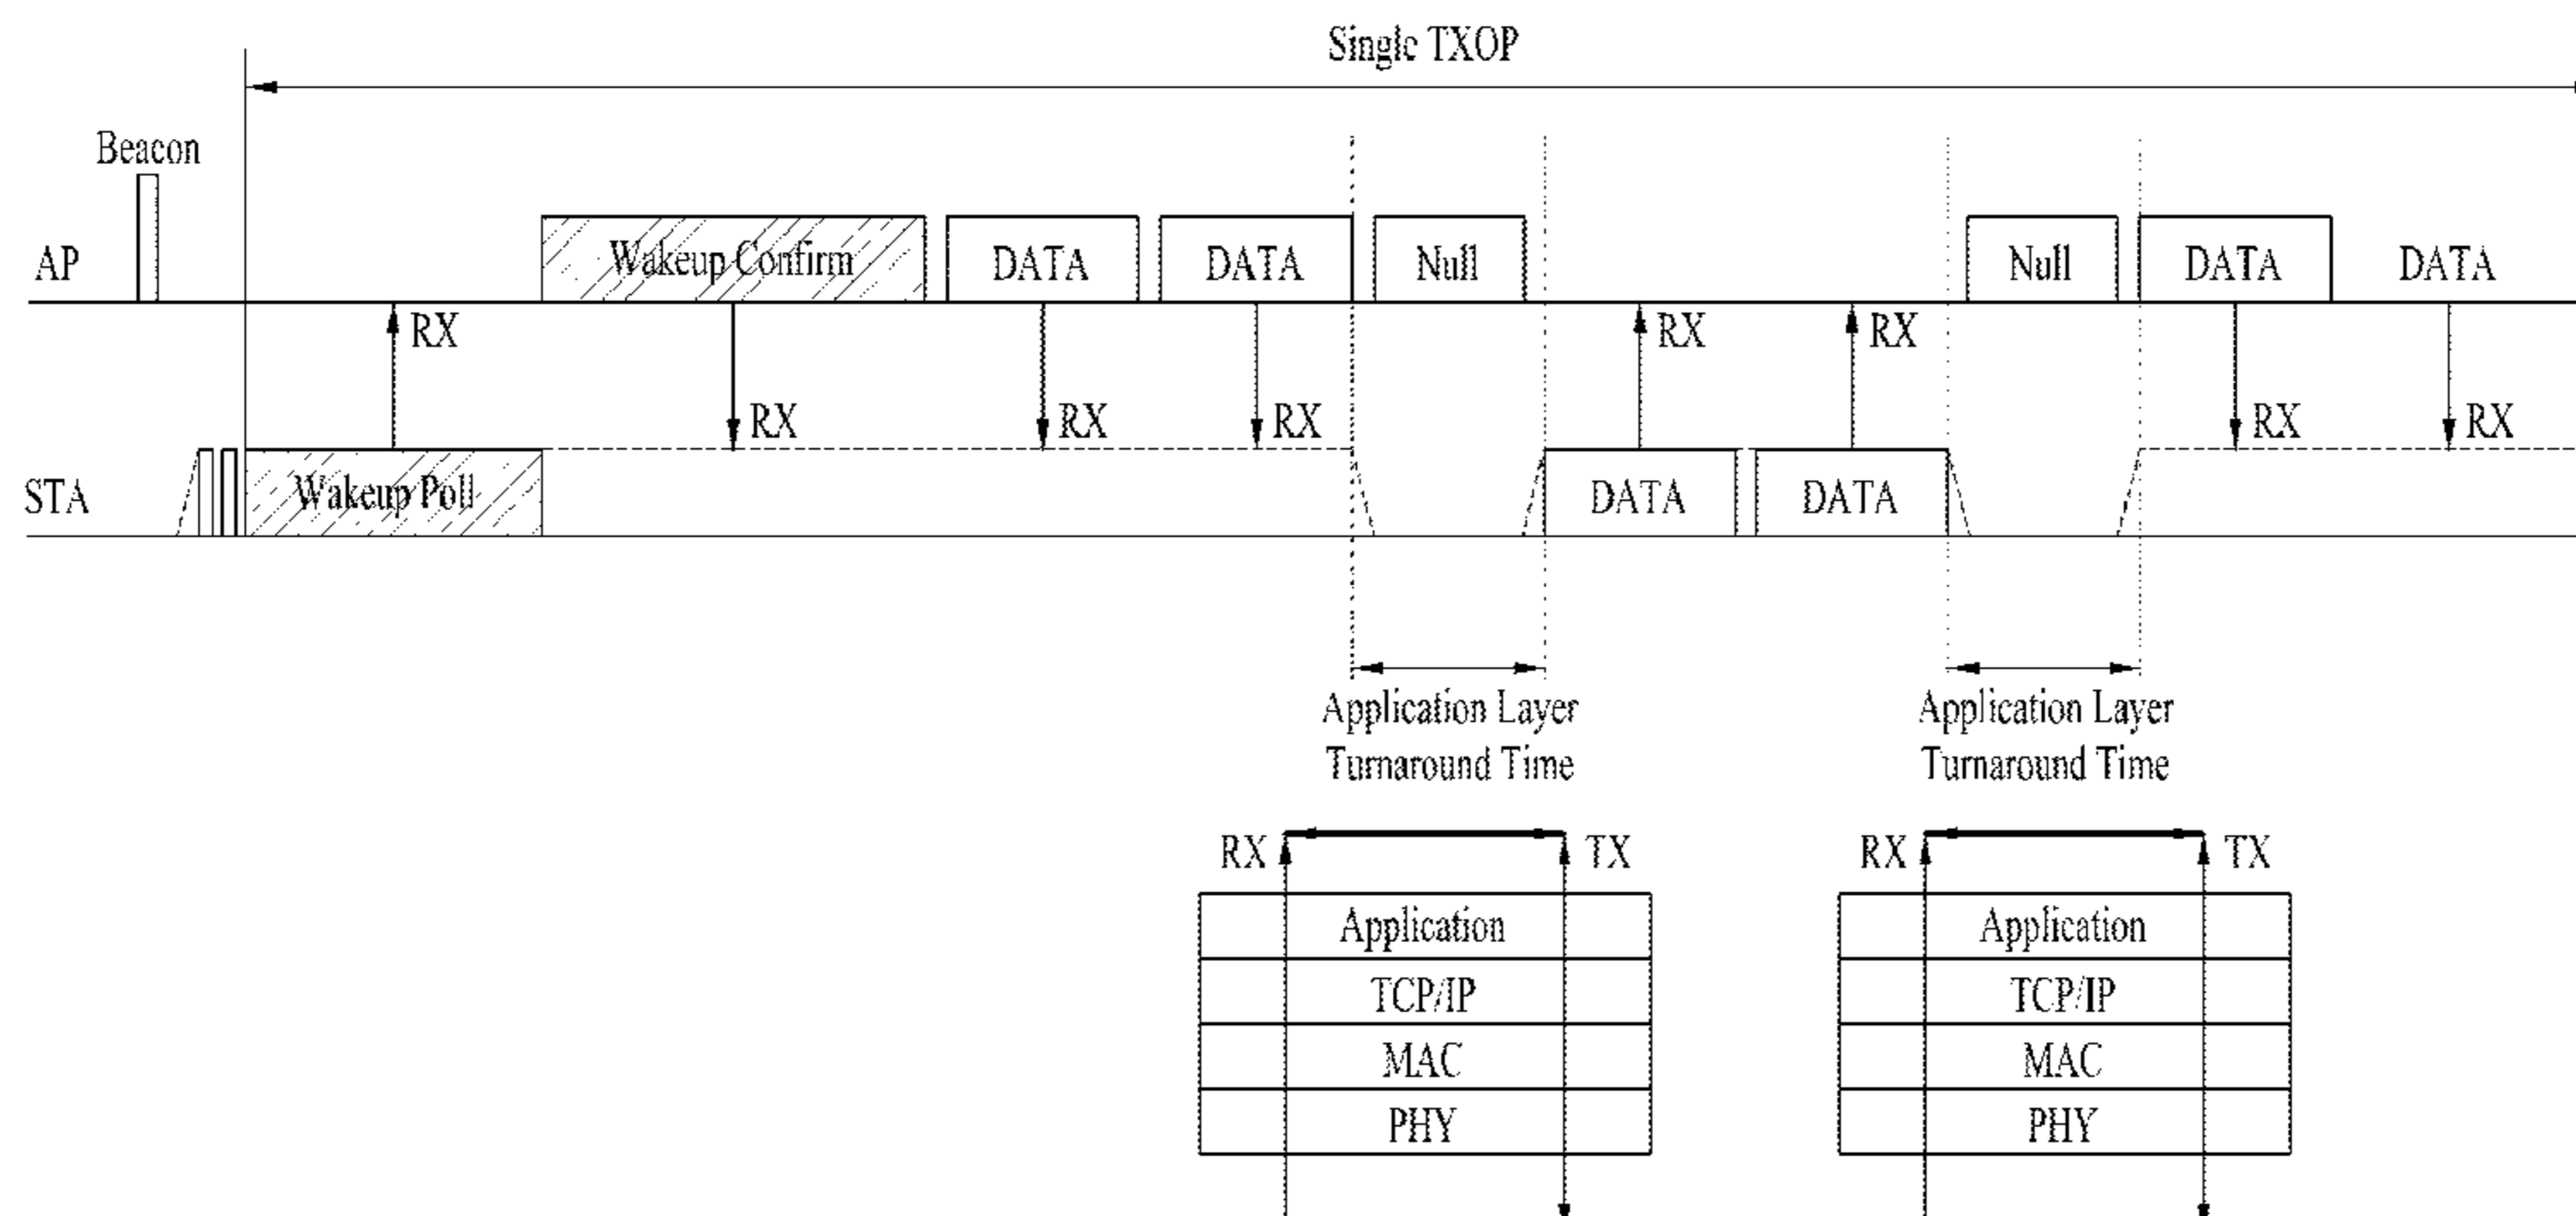 Single TXOP
Beacon
AP
Wakeup Confirm
DATA
DATA
Null
Null
DATA
DATA
RX
RX
RX
RX
RX
RX
RX
RX
STA
Wakeup Poll
DATA
DATA
Application Layer
Turnaround Time
Application Layer
Turnaround Time
RX
TX
Application
TCP/IP
MAC
PHY
RX
TX
Application
TCP/IP
MAC
PHY